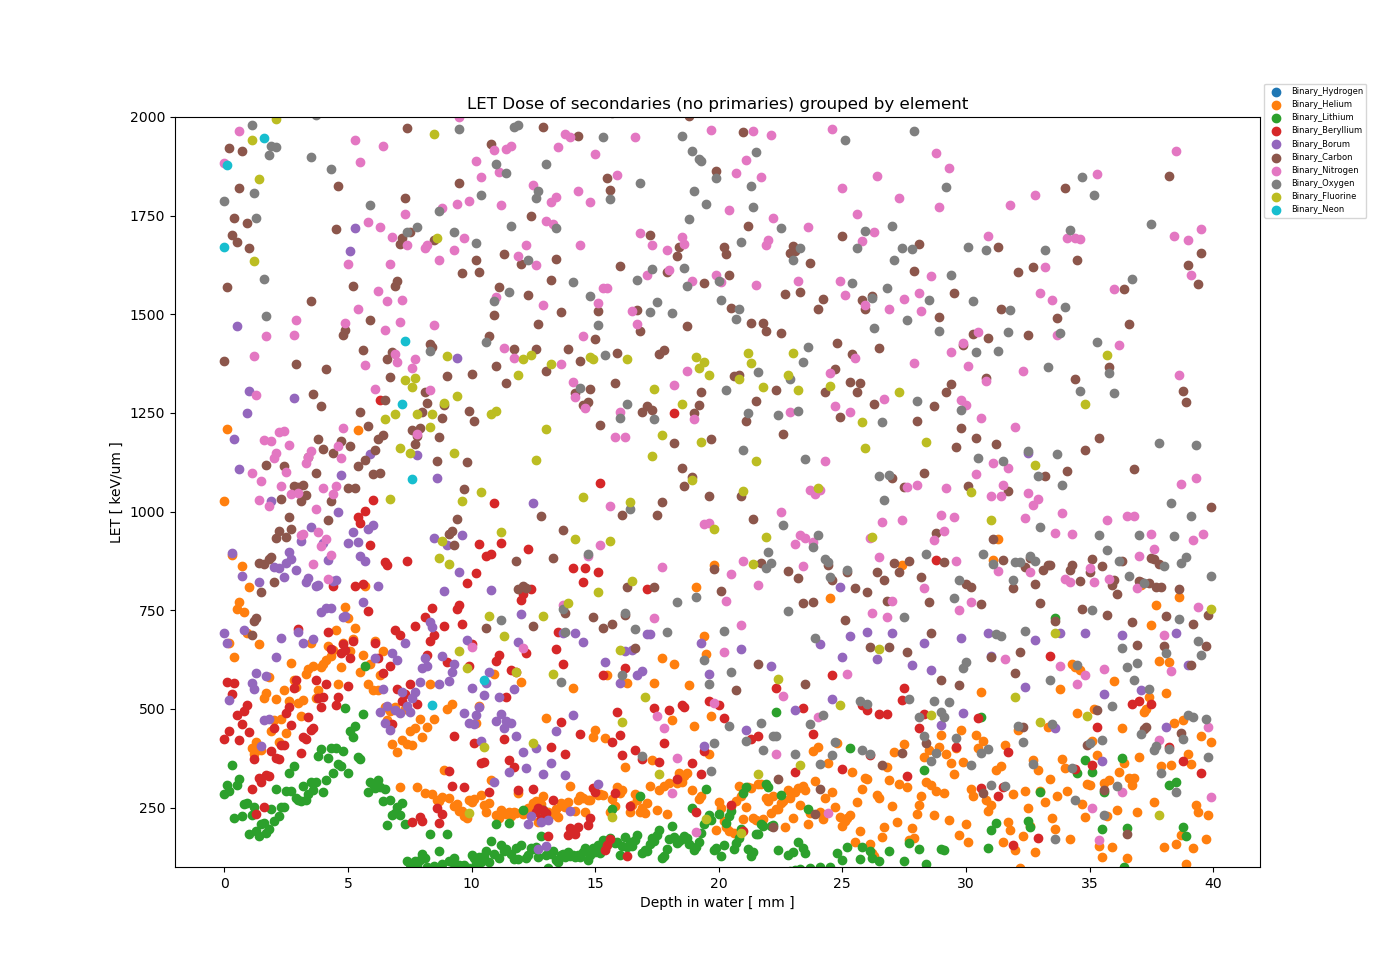 LET Dose of secondaries (no primaries) grouped by element
Binary_Hydrogen
Binary_Helium
Binary_Lithium
Binary_Beryllium
Binary_Borum
Binary_Carbon
Binary_Nitrogen
Binary_Oxygen
Binary_Fluorine
Binary_Neon
LET [ keV/um ]
2000
1750
1500
1250
1000
750
500
250
0 5 10 15 20 25 30 35 40
Depth in water [ mm ]